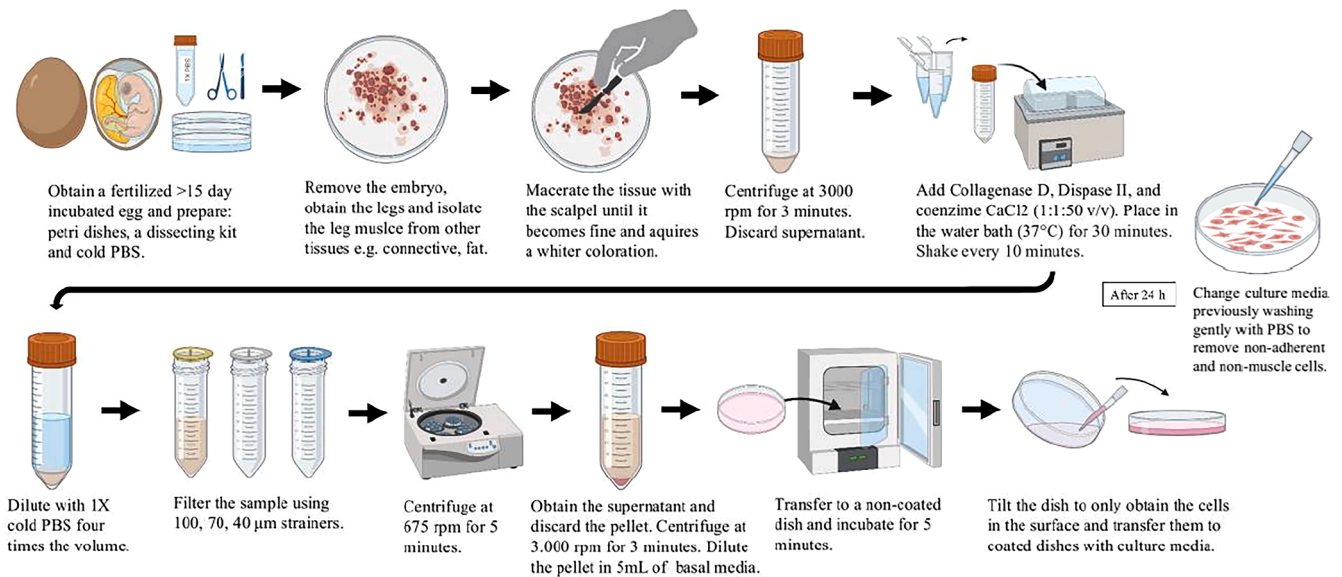 1X PBS
Obtain a fertilized >15 day
incubated egg and prepare:
petri dishes, a dissecting kit
and cold PBS.
Remove the embryo,
obtain the legs and isolate
the leg muslce from other
tissues e.g. connective, fat.
Macerate the tissue with
the scalpel until it
becomes fine and aquires
a whiter coloration.
Centrifuge at 3000
rpm for 3 minutes.
Discard supernatant.
Add Collagenase D, Dispase II, and
coenzime CaCl2 (1:1:50 v/v). Place in
the water bath (37°C) for 30 minutes.
Shake every 10 minutes.
Dilute with 1X
cold PBS four
times the volume.
Filter the sample using
100, 70, 40 μm strainers.
Centrifuge at
675 rpm for 5
minutes.
Obtain the supernatant and
discard the pellet. Centrifuge at
3.000 rpm for 3 minutes. Dilute
the pellet in 5mL of basal media.
Transfer to a non-coated
dish and incubate for 5
minutes.
Tilt the dish to only obtain the cells
in the surface and transfer them to
coated dishes with culture media.
After 24 h
Change culture media
previously washing
gently with PBS to
remove non-adherent
and non-muscle cells.